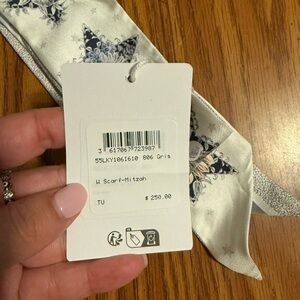 3 617067 723987
55LKY106I610 806 Gris
W Scarf-Mitzah
TU
$ 250.00